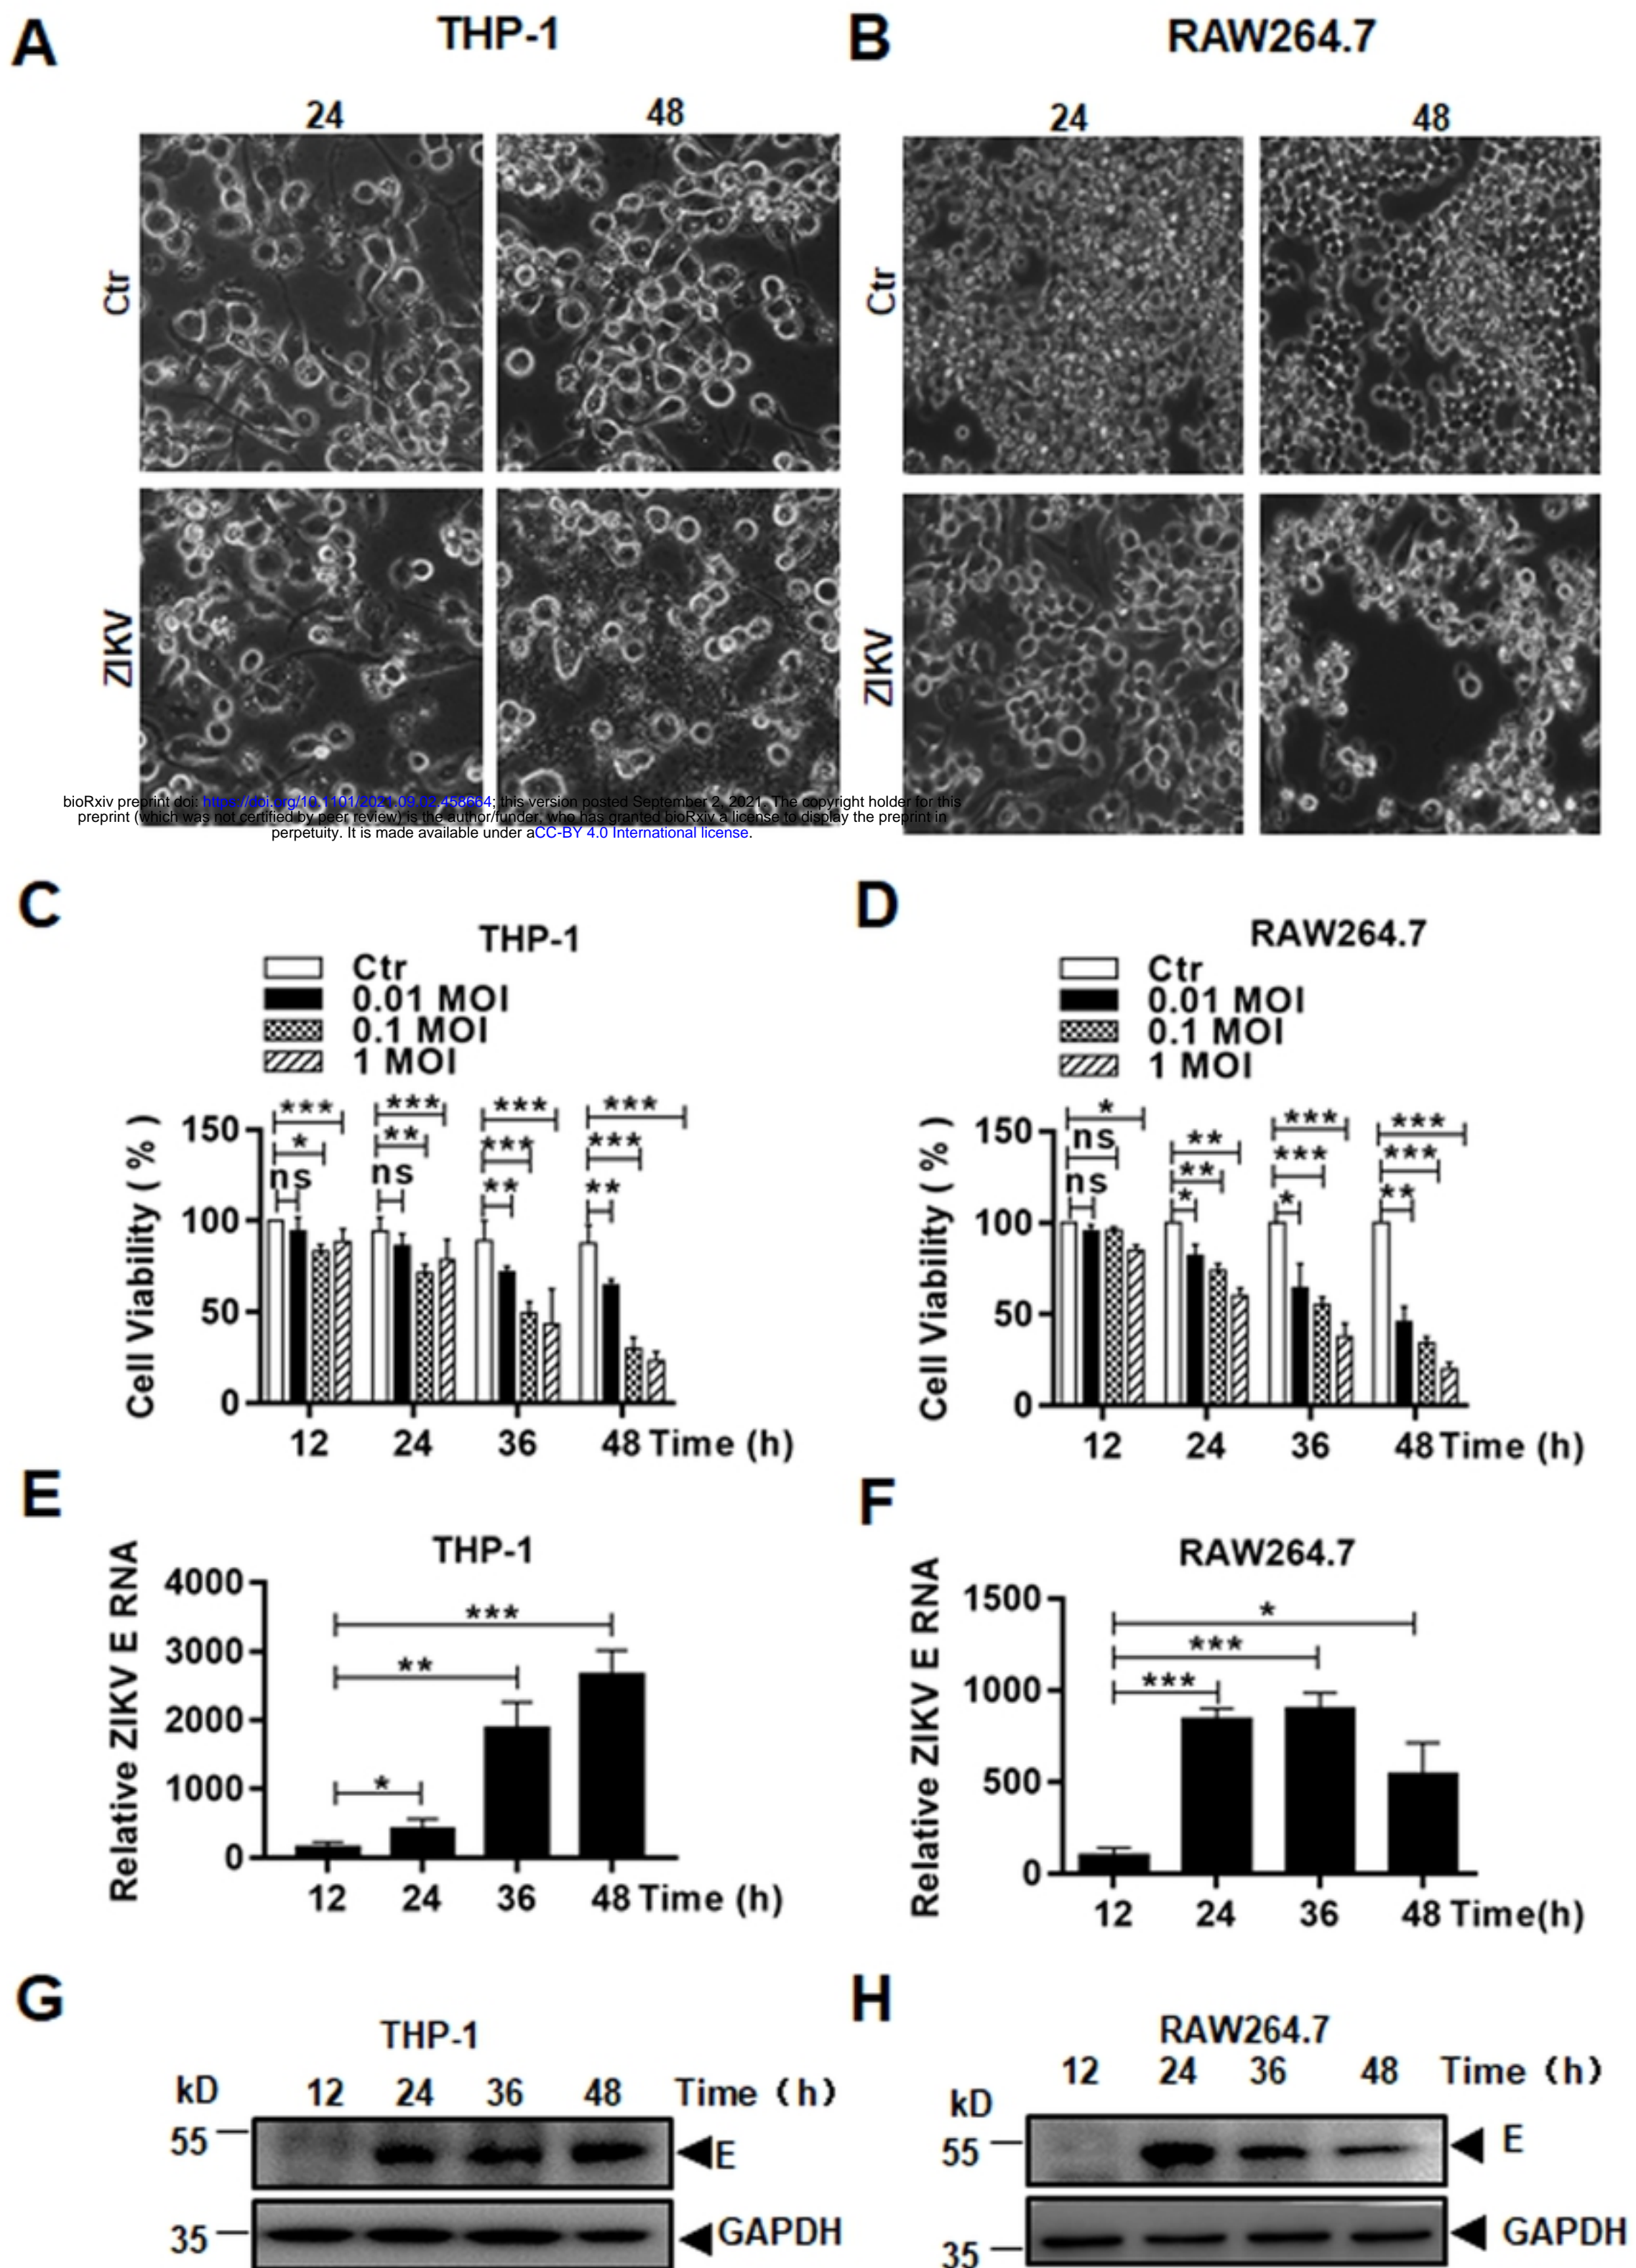 A THP-1
24 48
Ctr
ZIKV
B RAW264.7
24 48
Ctr
ZIKV
bioRxiv preprint doi: https://doi.org/10.1101/2021.09.02.458664; this version posted September 2, 2021. The copyright holder for this
preprint (which was not certified by peer review) is the author/funder, who has granted bioRxiv a license to display the preprint in
perpetuity. It is made available under aCC-BY 4.0 International license.
C
THP-1
Ctr
0.01 MOI
0.1 MOI
1 MOI
Cell Viability ( % )
150
100
50
0
*** *** *** ***
* ** *** ***
ns ns ** **
12 24 36 48 Time (h)
D
RAW264.7
Ctr
0.01 MOI
0.1 MOI
1 MOI
Cell Viability ( % )
150
100
50
0
* ** *** ***
ns ** *** ***
ns * * **
12 24 36 48 Time (h)
E
THP-1
Relative ZIKV E RNA
4000
3000
2000
1000
0
***
**
*
12 24 36 48 Time (h)
F
RAW264.7
Relative ZIKV E RNA
1500
1000
500
0
*
***
***
12 24 36 48 Time(h)
G
THP-1
kD 12 24 36 48 Time (h)
55 E
35 GAPDH
H
RAW264.7
12 24 36 48 Time (h)
kD
55 E
35 GAPDH